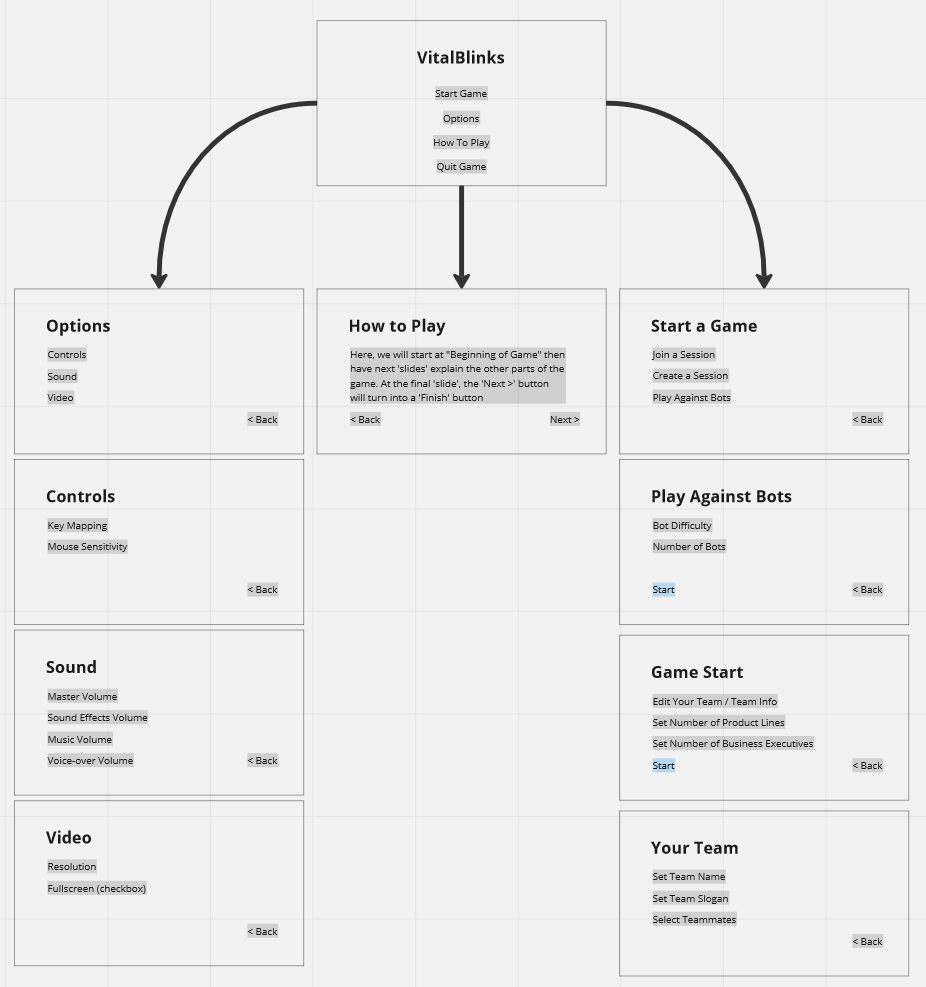 VitalBlinks
Start Game
Options
How To Play
Quit Game
Options
Controls
Sound
Video
< Back
How to Play
Here, we will start at "Beginning of Game" then
have next 'slides' explain the other parts of the
game. At the final 'slide', the 'Next >' button
will turn into a 'Finish' button
< Back
Next >
Start a Game
Join a Session
Create a Session
Play Against Bots
< Back
Controls
Key Mapping
Mouse Sensitivity
< Back
Play Against Bots
Bot Difficulty
Number of Bots
Start
< Back
Sound
Master Volume
Sound Effects Volume
Music Volume
Voice-over Volume
< Back
Game Start
Edit Your Team / Team Info
Set Number of Product Lines
Set Number of Business Executives
Start
< Back
Video
Resolution
Fullscreen (checkbox)
< Back
Your Team
Set Team Name
Set Team Slogan
Select Teammates
< Back